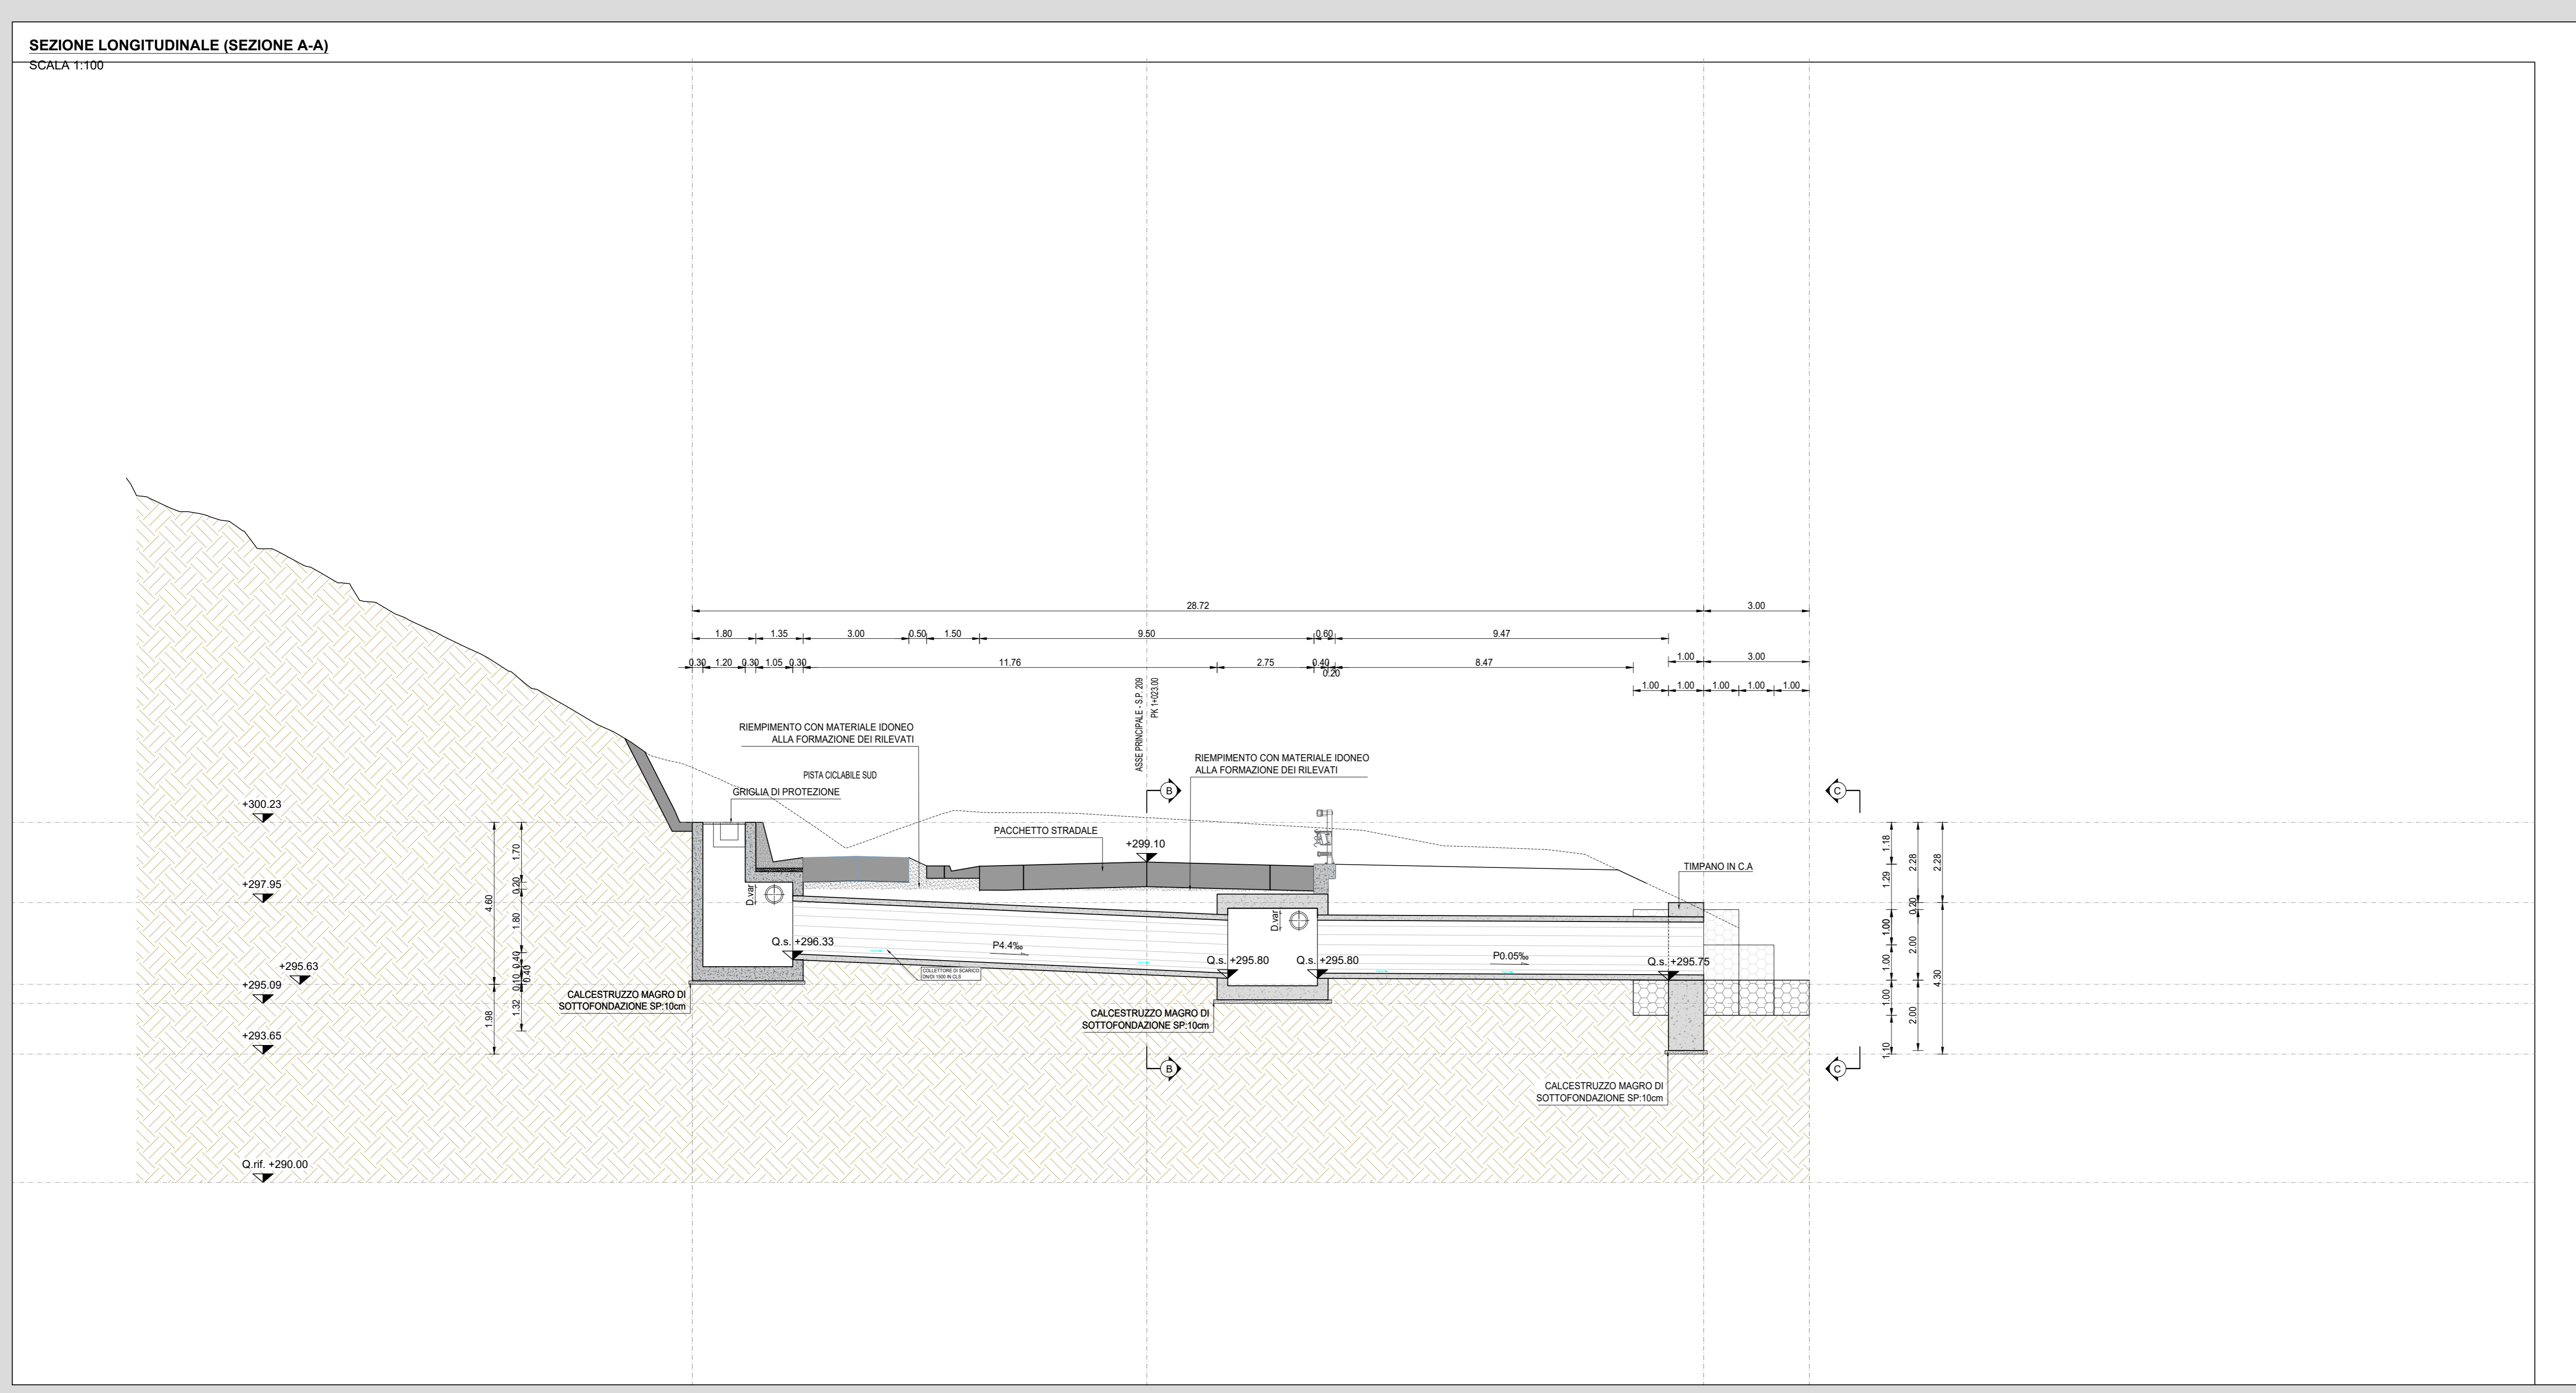 SEZIONE LONGITUDINALE (SEZIONE A-A)
SCALA 1:100
28.72
3.00
1.80
1.35
3.00
0.50
1.50
9.50
0.60
9.47
0.30
1.20
0.30
1.05
0.30
11.76
2.75
0.40
0.20
8.47
1.00
3.00
1.00
1.00
1.00
1.00
1.00
ASSE PRINCIPALE - S.P. 209
PK 1+023.00
RIEMPIMENTO CON MATERIALE IDONEO
ALLA FORMAZIONE DEI RILEVATI
PISTA CICLABILE SUD
GRIGLIA DI PROTEZIONE
RIEMPIMENTO CON MATERIALE IDONEO
ALLA FORMAZIONE DEI RILEVATI
B
C
PACCHETTO STRADALE
+299.10
TIMPANO IN C.A
+300.23
+297.95
+295.63
+295.09
+293.65
Q.rif. +290.00
4.60
1.98
1.70
0.20
1.80
0.40
0.10
0.40
1.32
D.var
D.var
Q.s. +296.33
P4.4‰
COLLETTORE DI SCARICO
DN/DI 1500 IN CLS
Q.s. +295.80
Q.s. +295.80
P0.05‰
Q.s. +295.75
CALCESTRUZZO MAGRO DI
SOTTOFONDAZIONE SP:10cm
CALCESTRUZZO MAGRO DI
SOTTOFONDAZIONE SP:10cm
CALCESTRUZZO MAGRO DI
SOTTOFONDAZIONE SP:10cm
B
C
1.18
1.29
1.00
1.00
1.00
1.10
2.28
0.20
2.00
2.00
2.28
4.30